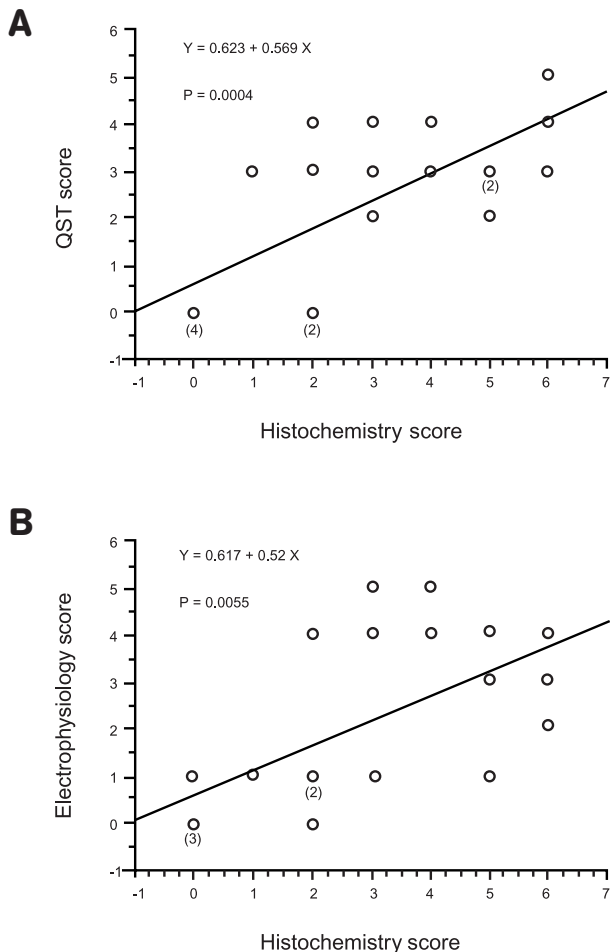 A
6
Y = 0.623 + 0.569 X
5
P = 0.0004
4
3
(2)
2
1
0
(4)
(2)
-1
-1 0 1 2 3 4 5 6 7
QST score
Histochemistry score
B
6
Y = 0.617 + 0.52 X
5
P = 0.0055
4
3
2
1
(2)
0
(3)
-1
-1 0 1 2 3 4 5 6 7
Electrophysiology score
Histochemistry score